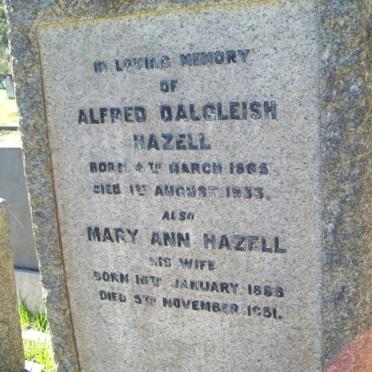 IN LOVING MEMORY
OF
ALFRED DALGLEISH
HAZELL
BORN 4TH MARCH 1865
DIED 1ST AUGUST 1933.
ALSO
MARY ANN HAZELL
HIS WIFE
BORN 18TH JANUARY 1868
DIED 5TH NOVEMBER 1951.